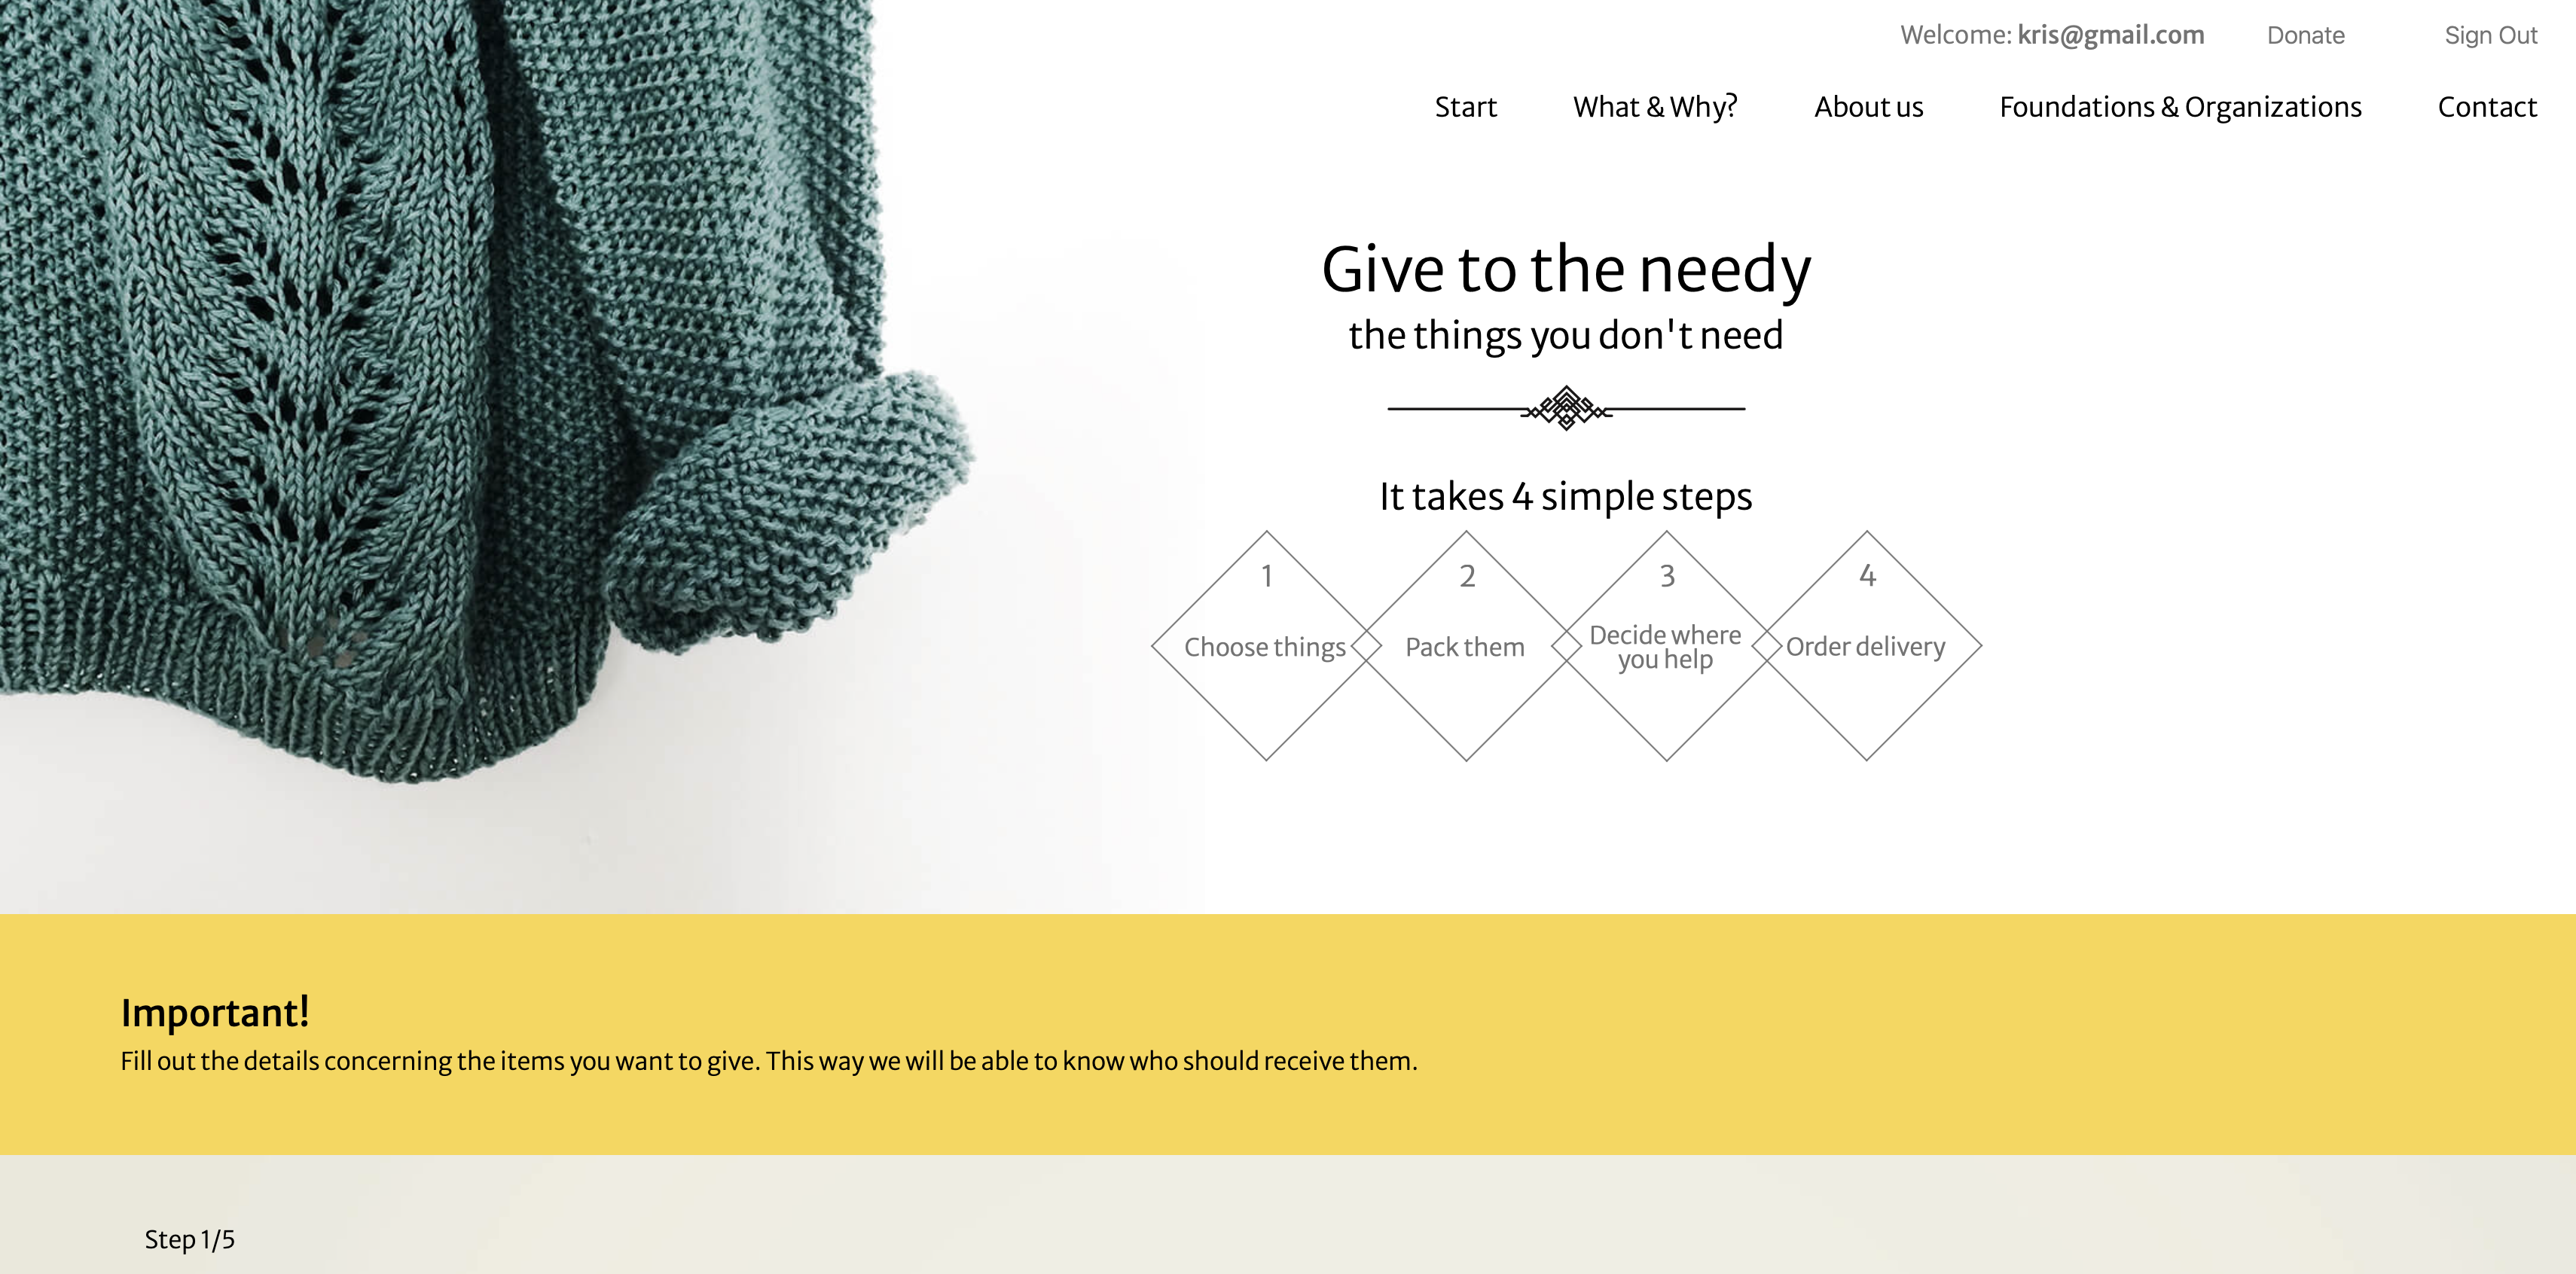 Welcome: kris@gmail.com Donate Sign Out
Start What & Why? About us Foundations & Organizations Contact
Give to the needy
the things you don't need
It takes 4 simple steps
1 2 3 4
Choose things Pack them Decide where you help Order delivery
Important!
Fill out the details concerning the items you want to give. This way we will be able to know who should receive them.
Step 1/5